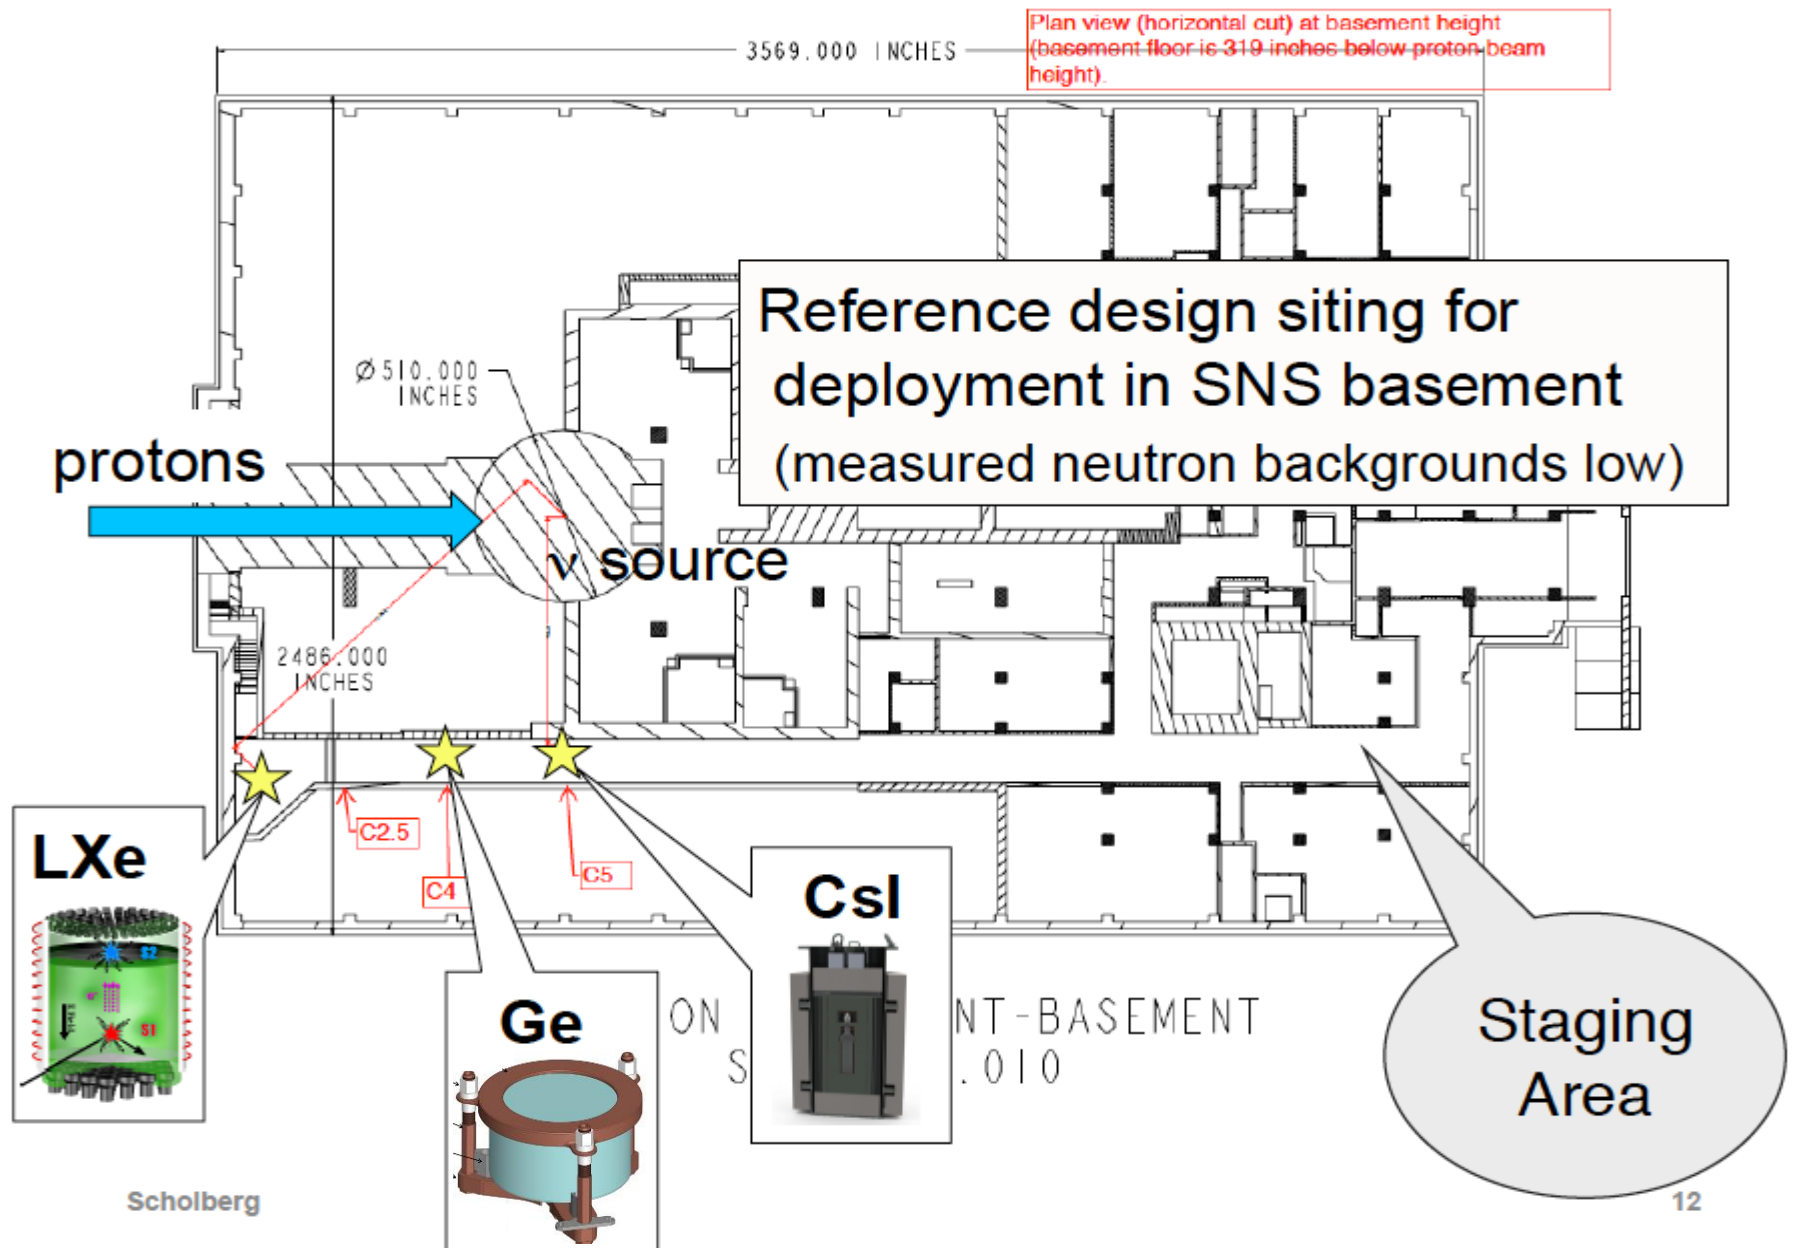 Plan view (horizontal cut) at basement height
(basement floor is 319 inches below proton beam
height).
3569.000 INCHES
Reference design siting for
deployment in SNS basement
(measured neutron backgrounds low)
Ø510.000
INCHES
protons
ν source
2486.000
INCHES
C2.5
C4
C5
LXe
S2
e-
S1
Ge
CsI
ON NT-BASEMENT
S .010
Staging
Area
Scholberg
12